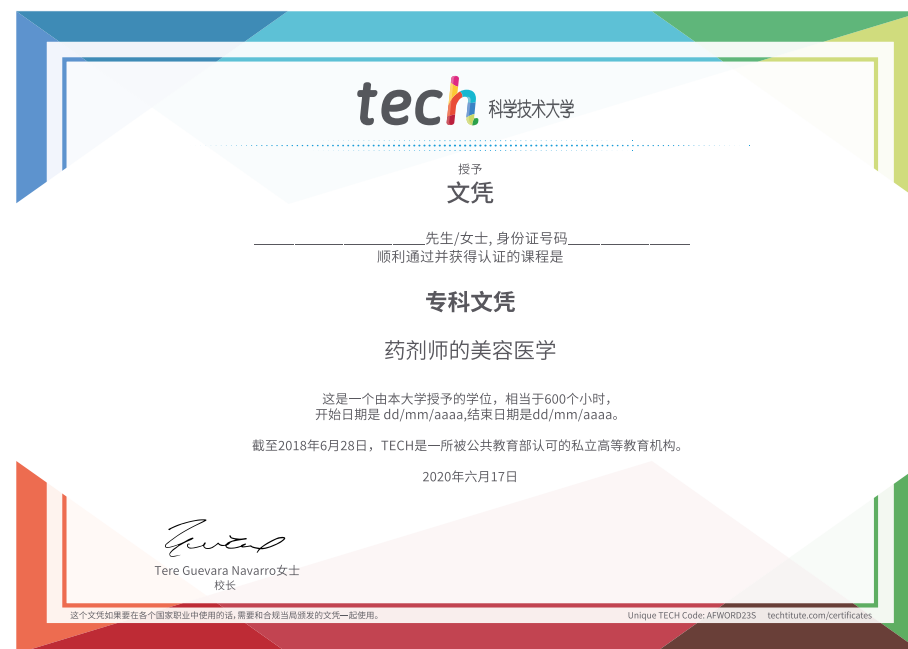 tech 科学技术大学
授予
文凭
先生/女士, 身份证号码
顺利通过并获得认证的课程是
专科文凭
药剂师的美容医学
这是一个由本大学授予的学位，相当于600个小时，
开始日期是 dd/mm/aaaa,结束日期是dd/mm/aaaa。
截至2018年6月28日，TECH是一所被公共教育部认可的私立高等教育机构。
2020年六月17日
Tere Guevara Navarro女士
校长
这个文凭如果要在各个国家职业中使用的话,需要和合规当局颁发的文凭一起使用。
Unique TECH Code: AFWORD23S techtitute.com/certificates